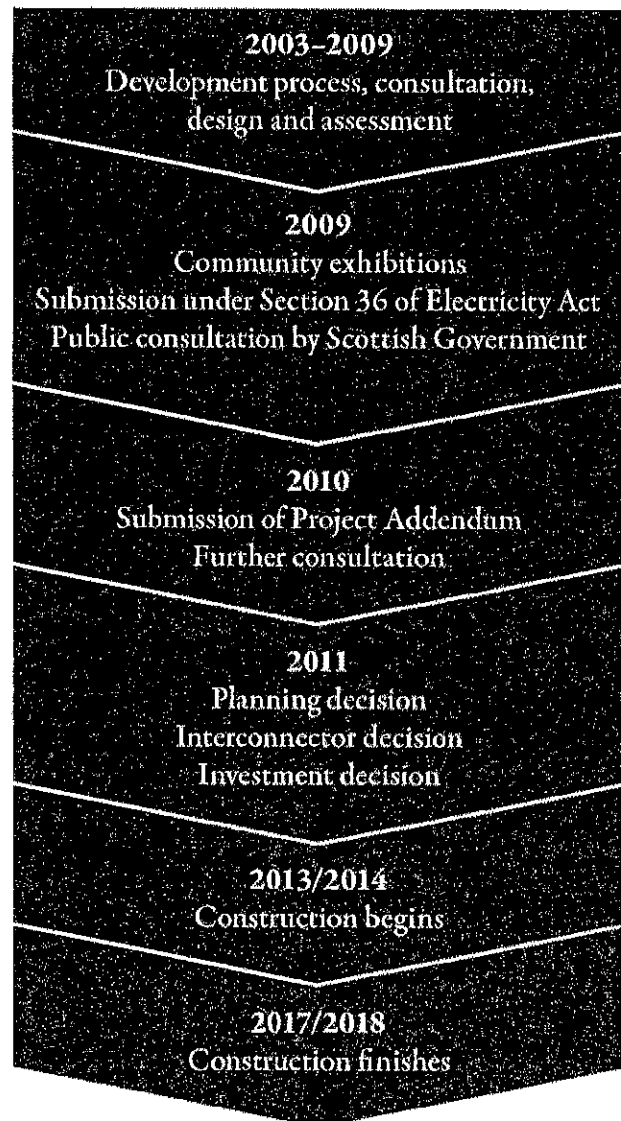 2003–2009
Development process, consultation,
design and assessment
2009
Community exhibitions
Submission under Section 36 of Electricity Act
Public consultation by Scottish Government
2010
Submission of Project Addendum
Further consultation
2011
Planning decision
Interconnector decision
Investment decision
2013/2014
Construction begins
2017/2018
Construction finishes